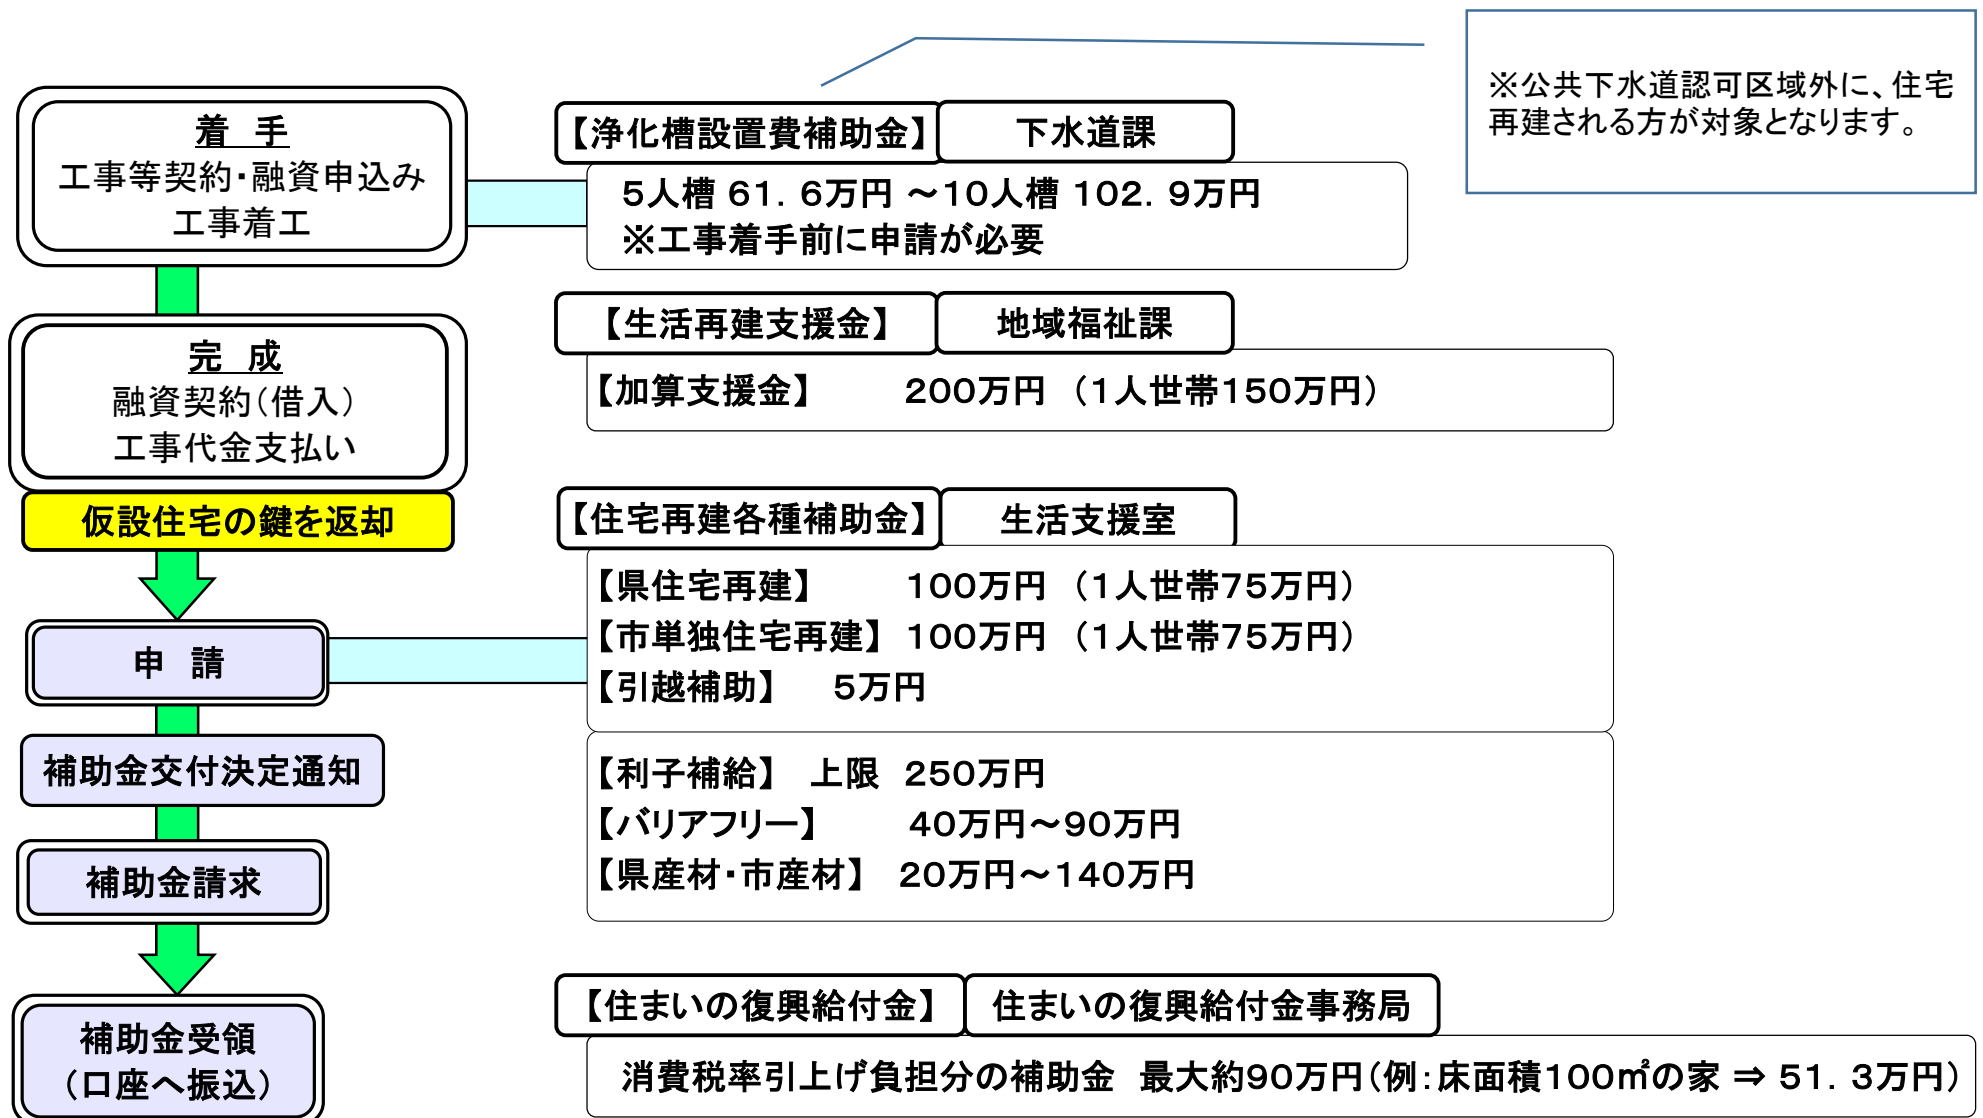 着　手
工事等契約・融資申込み
工事着工
完　成
融資契約（借入）
工事代金支払い
仮設住宅の鍵を返却
申　請
補助金交付決定通知
補助金請求
補助金受領
（口座へ振込）
※公共下水道認可区域外に、住宅
再建される方が対象となります。
【浄化槽設置費補助金】　下水道課
５人槽 ６１．６万円 ～１０人槽 １０２．９万円
※工事着手前に申請が必要
【生活再建支援金】　地域福祉課
【加算支援金】　２００万円 （１人世帯１５０万円）
【住宅再建各種補助金】　生活支援室
【県住宅再建】　１００万円 （１人世帯７５万円）
【市単独住宅再建】 １００万円 （１人世帯７５万円）
【引越補助】　５万円
【利子補給】　上限　２５０万円
【バリアフリー】　４０万円～９０万円
【県産材・市産材】　２０万円～１４０万円
【住まいの復興給付金】　住まいの復興給付金事務局
消費税率引上げ負担分の補助金　最大約９０万円（例：床面積１００㎡の家 ⇒ ５１．３万円）